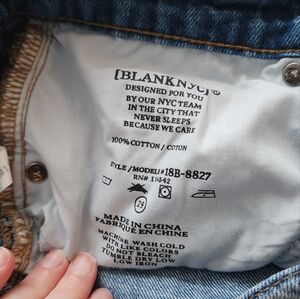 [BLANKNYC]®
DESIGNED FOR YOU
BY OUR NYC TEAM
IN THE CITY THAT
NEVER SLEEPS
BECAUSE WE CARE
100% COTTON / COTON
STYLE/MODEL# 18B-8827
29
MADE IN CHINA
FABRIQUE EN CHINE
MACHINE WASH COLD
WITH LIKE COLORS
DO NOT BLEACH
TUMBLE DRY LOW
LOW IRON